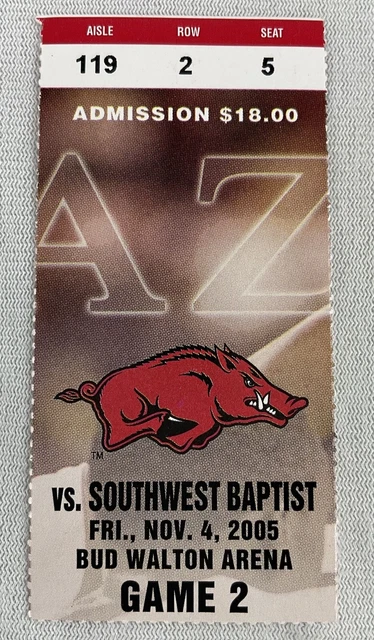 AISLE ROW SEAT
119 2 5
ADMISSION $18.00
AZ
TM
VS. SOUTHWEST BAPTIST
FRI., NOV. 4, 2005
BUD WALTON ARENA
GAME 2